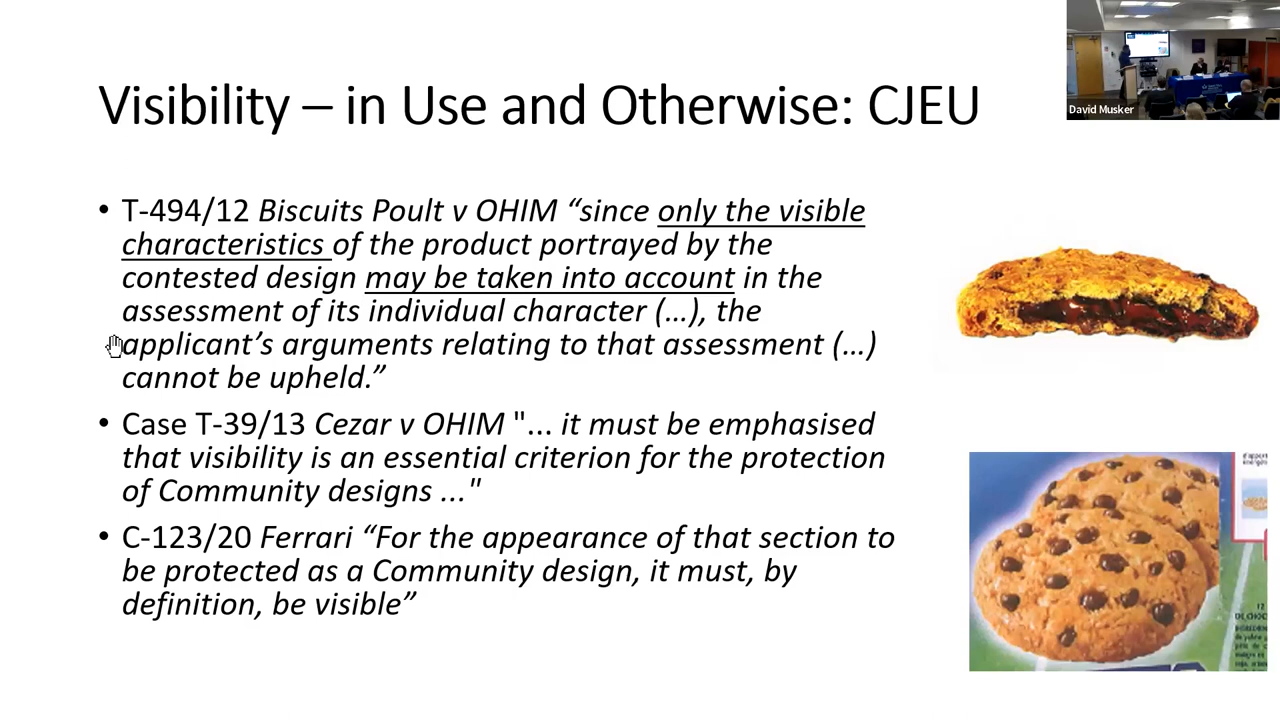 Visibility – in Use and Otherwise: CJEU
David Musker
• T-494/12 Biscuits Poult v OHIM “since only the visible
characteristics of the product portrayed by the
contested design may be taken into account in the
assessment of its individual character (…), the
applicant’s arguments relating to that assessment (…)
cannot be upheld.”
• Case T-39/13 Cezar v OHIM "... it must be emphasised
that visibility is an essential criterion for the protection
of Community designs ..."
• C-123/20 Ferrari “For the appearance of that section to
be protected as a Community design, it must, by
definition, be visible”
12